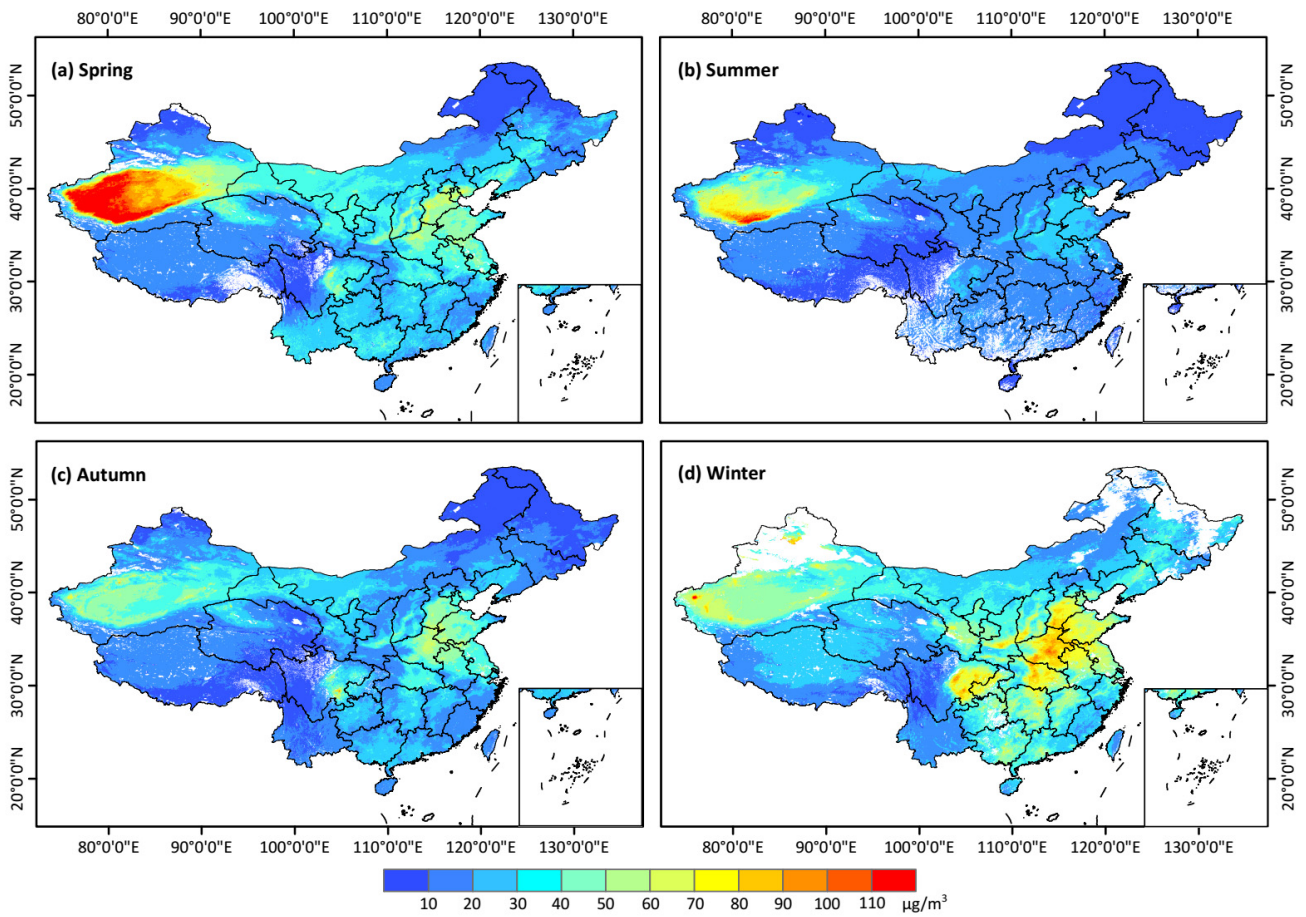 80°0'0"E 90°0'0"E 100°0'0"E 110°0'0"E 120°0'0"E 130°0'0"E 80°0'0"E 90°0'0"E 100°0'0"E 110°0'0"E 120°0'0"E 130°0'0"E
(a) Spring
(b) Summer
50°0'0"N
40°0'0"N
30°0'0"N
20°0'0"N
50°0'0"N
40°0'0"N
30°0'0"N
20°0'0"N
(c) Autumn
(d) Winter
50°0'0"N
40°0'0"N
30°0'0"N
20°0'0"N
50°0'0"N
40°0'0"N
30°0'0"N
20°0'0"N
80°0'0"E 90°0'0"E 100°0'0"E 110°0'0"E 120°0'0"E 130°0'0"E 80°0'0"E 90°0'0"E 100°0'0"E 110°0'0"E 120°0'0"E 130°0'0"E
10 20 30 40 50 60 70 80 90 100 110 µg/m³